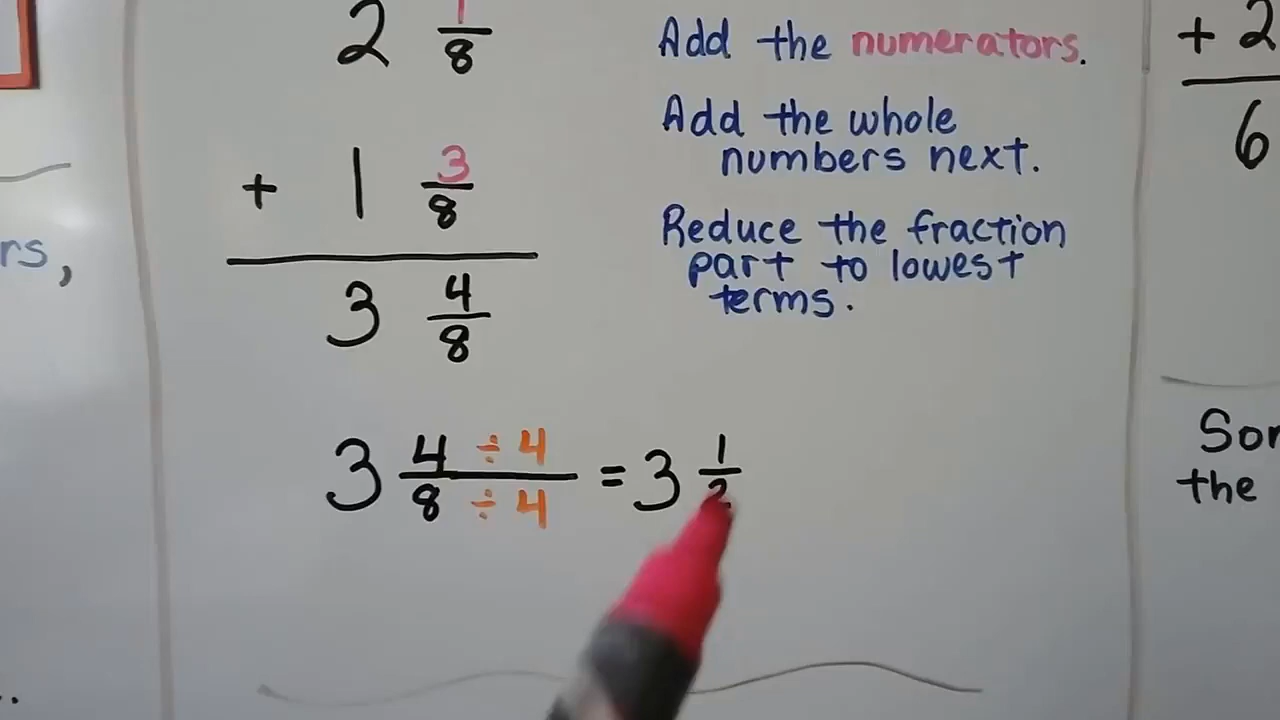 rs,
..
2 1/8
+ 1 3/8
3 4/8
3 4 ÷ 4/8 ÷ 4 = 3 1/2
Add the numerators.
Add the whole
numbers next.
Reduce the fraction
part to lowest
terms.
+ 2
6
the